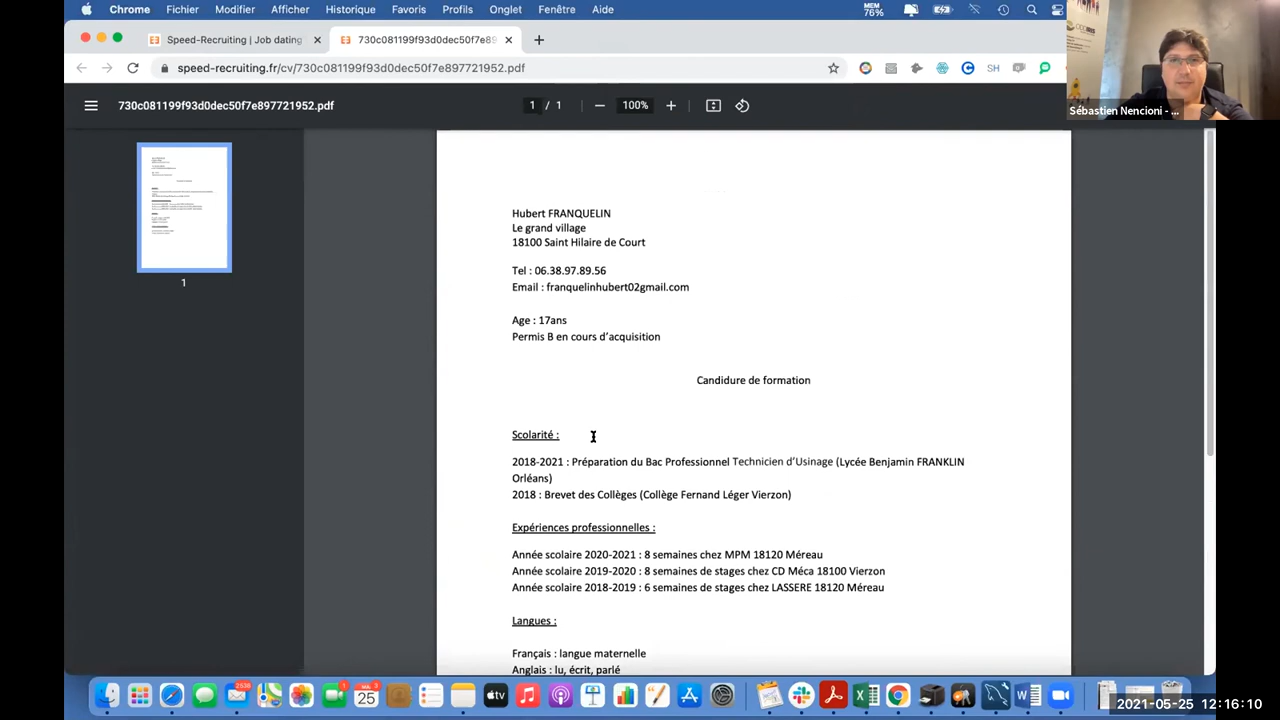 Chrome Fichier Modifier Afficher Historique Favoris Profils Onglet Fenêtre Aide
MEM
76%
Speed-Recruiting | Job dating
730c081199f93d0dec50f7e89
speed-recruiting.fr/c/730c081199f93d0dec50f7e897721952.pdf
SH
730c081199f93d0dec50f7e897721952.pdf
1 / 1
100%
Sébastien Nencioni - ...
1
Hubert FRANQUELIN
Le grand village
18100 Saint Hilaire de Court
Tel : 06.38.97.89.56
Email : franquelinhubert02gmail.com
Age : 17ans
Permis B en cours d’acquisition
Candidure de formation
Scolarité :
2018-2021 : Préparation du Bac Professionnel Technicien d’Usinage (Lycée Benjamin FRANKLIN
Orléans)
2018 : Brevet des Collèges (Collège Fernand Léger Vierzon)
Expériences professionnelles :
Année scolaire 2020-2021 : 8 semaines chez MPM 18120 Méreau
Année scolaire 2019-2020 : 8 semaines de stages chez CD Méca 18100 Vierzon
Année scolaire 2018-2019 : 6 semaines de stages chez LASSERE 18120 Méreau
Langues :
Français : langue maternelle
Anglais : lu, écrit, parlé
25
tv
2021-05-25 12:16:10